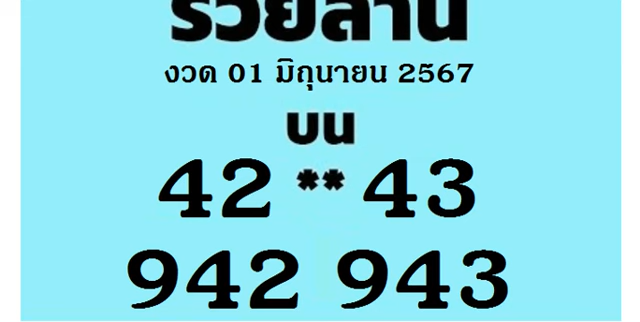 รวยล้าน
งวด 01 มิถุนายน 2567
บน
42 ** 43
942 943